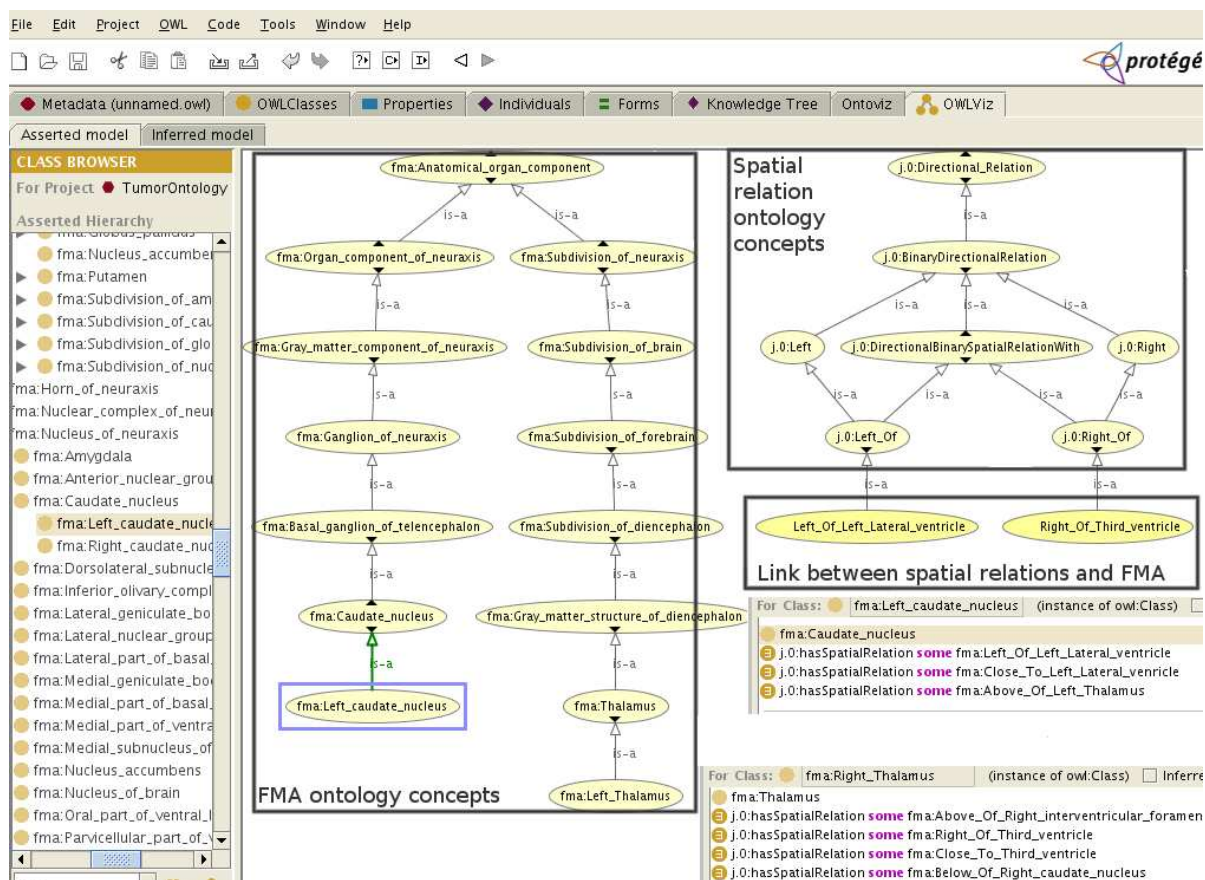 File Edit Project OWL Code Tools Window Help
protégé
Metadata (unnamed.owl) OWLClasses Properties Individuals Forms Knowledge Tree Ontoviz OWLViz
Asserted model Inferred model
CLASS BROWSER
For Project TumorOntology
Asserted Hierarchy
fma:Globus_pallidus
fma:Nucleus_accumber
fma:Putamen
fma:Subdivision_of_am
fma:Subdivision_of_cau
fma:Subdivision_of_glo
fma:Subdivision_of_nuc
fma:Horn_of_neuraxis
fma:Nuclear_complex_of_neur
fma:Nucleus_of_neuraxis
fma:Amygdala
fma:Anterior_nuclear_grou
fma:Caudate_nucleus
fma:Left_caudate_nucle
fma:Right_caudate_nuc
fma:Dorsolateral_subnucle
fma:Inferior_olivary_compl
fma:Lateral_geniculate_bo
fma:Lateral_nuclear_group
fma:Lateral_part_of_basal_
fma:Medial_geniculate_bo
fma:Medial_part_of_basal_
fma:Medial_part_of_ventra
fma:Medial_subnucleus_of
fma:Nucleus_accumbens
fma:Nucleus_of_brain
fma:Oral_part_of_ventral_l
fma:Parvicellular_part_of_v
fma:Anatomical_organ_component
is-a is-a
fma:Organ_component_of_neuraxis fma:Subdivision_of_neuraxis
is-a is-a
fma:Gray_matter_component_of_neuraxis fma:Subdivision_of_brain
is-a is-a
fma:Ganglion_of_neuraxis fma:Subdivision_of_forebrain
is-a is-a
fma:Basal_ganglion_of_telencephalon fma:Subdivision_of_diencephalon
is-a is-a
fma:Caudate_nucleus fma:Gray_matter_structure_of_diencephalon
is-a is-a
fma:Left_caudate_nucleus fma:Thalamus
is-a
fma:Left_Thalamus
FMA ontology concepts
Spatial
relation
ontology
concepts
j.0:Directional_Relation
is-a
j.0:BinaryDirectionalRelation
is-a is-a is-a
j.0:Left j.0:DirectionalBinarySpatialRelationWith j.0:Right
is-a is-a is-a is-a
j.0:Left_Of j.0:Right_Of
is-a is-a
Left_Of_Left_Lateral_ventricle Right_Of_Third_ventricle
Link between spatial relations and FMA
For Class: fma:Left_caudate_nucleus (instance of owl:Class)
fma:Caudate_nucleus
j.0:hasSpatialRelation some fma:Left_Of_Left_Lateral_ventricle
j.0:hasSpatialRelation some fma:Close_To_Left_Lateral_ventricle
j.0:hasSpatialRelation some fma:Above_Of_Left_Thalamus
For Class: fma:Right_Thalamus (instance of owl:Class) Inferre
fma:Thalamus
j.0:hasSpatialRelation some fma:Above_Of_Right_interventricular_foramen
j.0:hasSpatialRelation some fma:Right_Of_Third_ventricle
j.0:hasSpatialRelation some fma:Close_To_Third_ventricle
j.0:hasSpatialRelation some fma:Below_Of_Right_caudate_nucleus